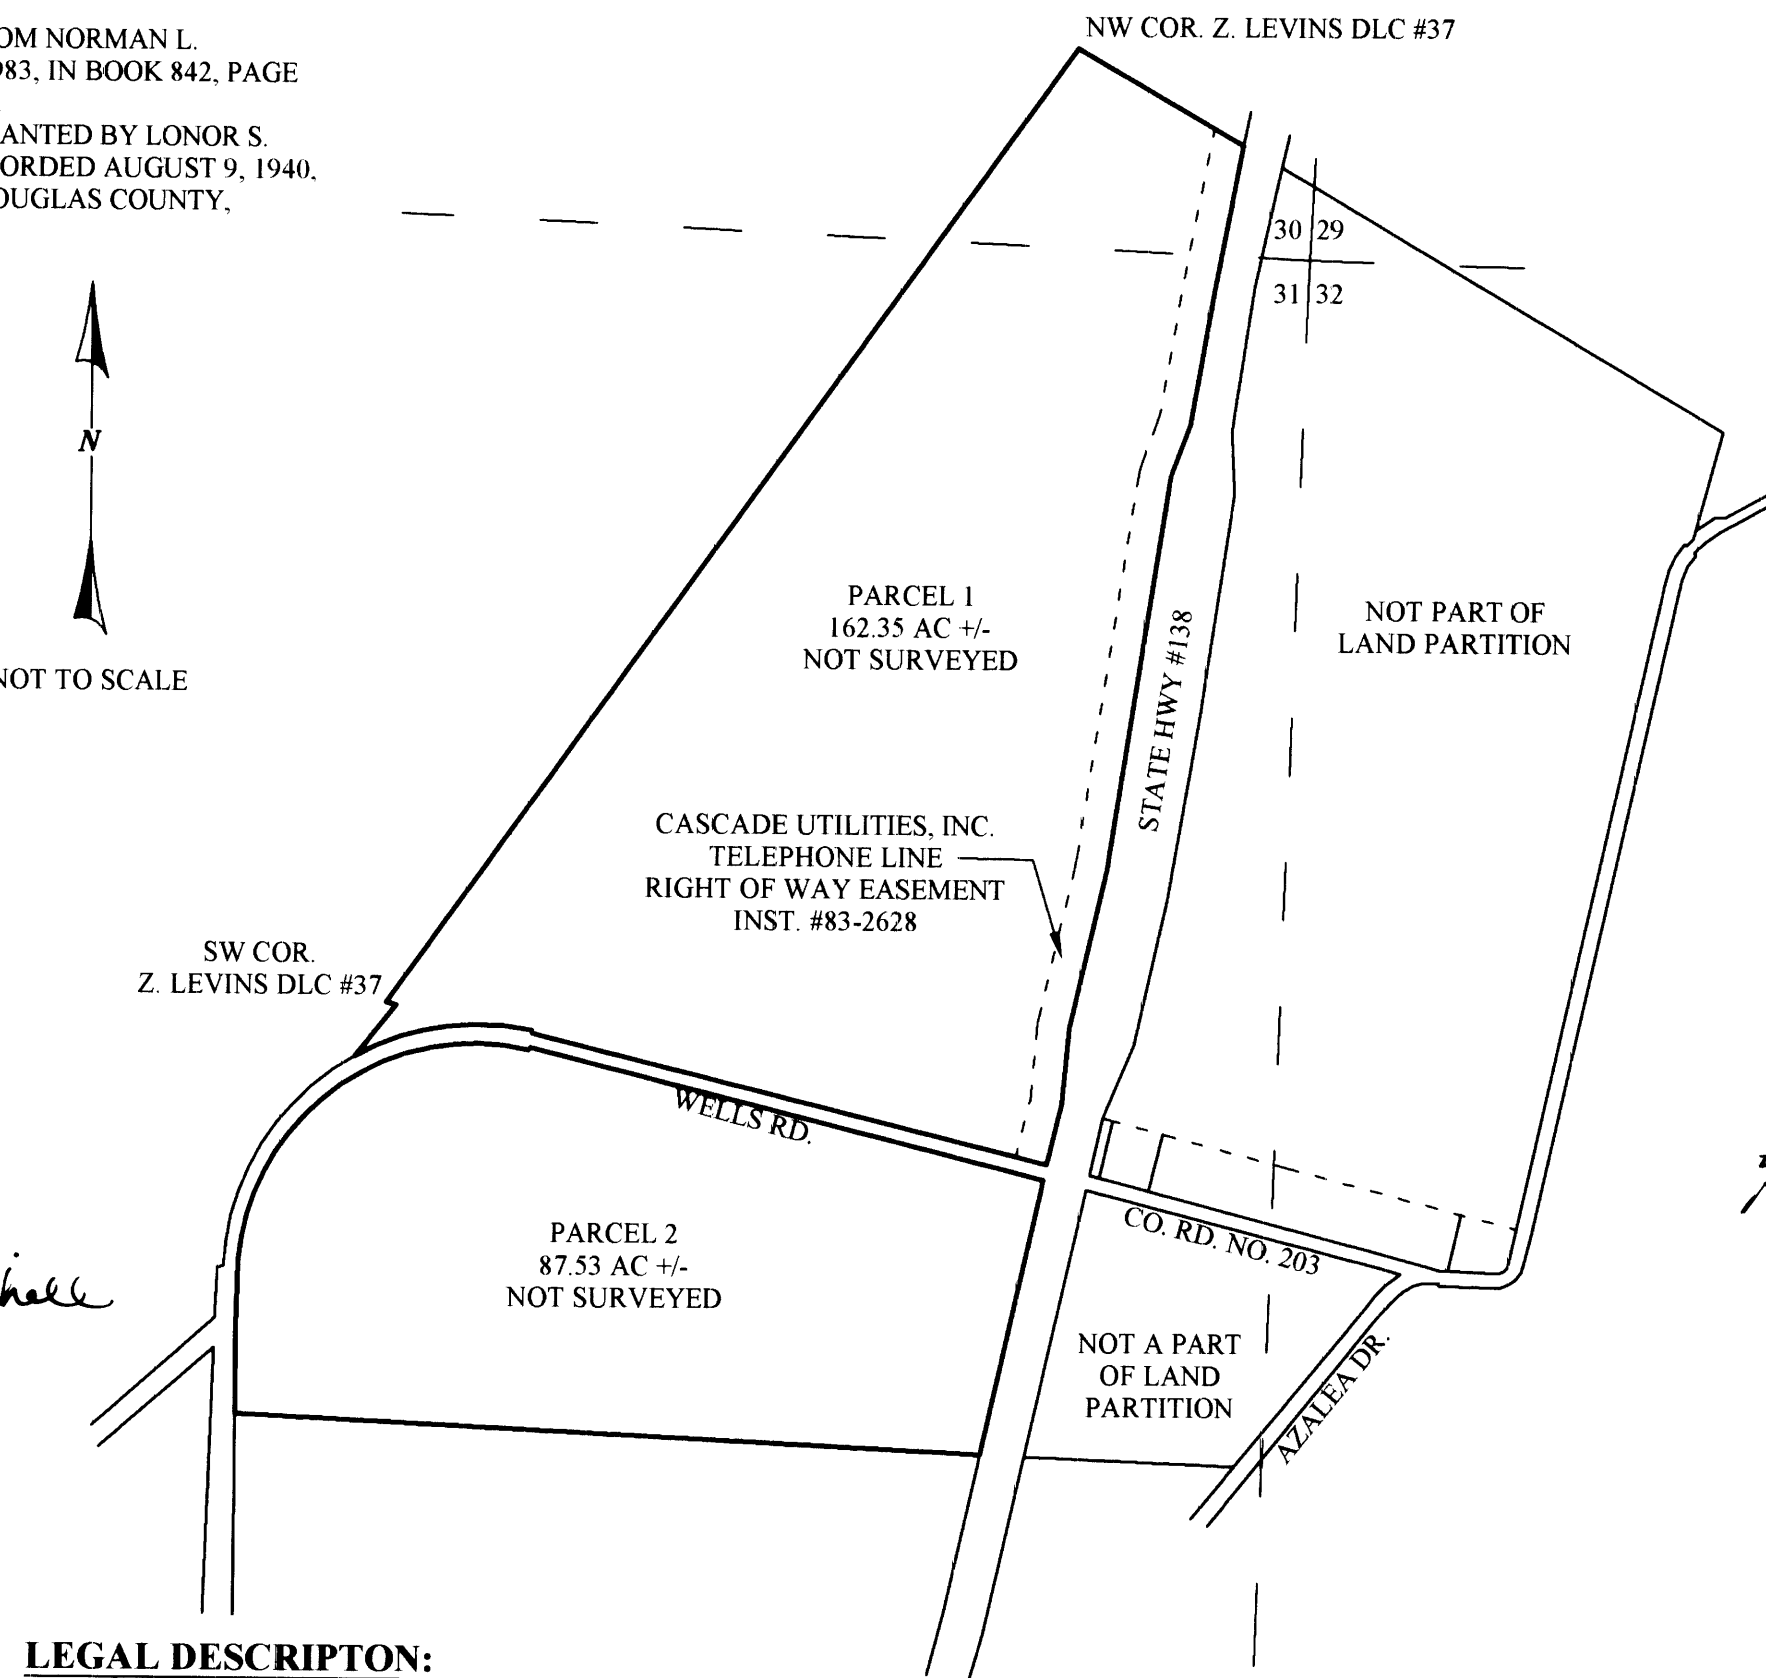 OM NORMAN L.
983, IN BOOK 842, PAGE
ANTED BY LONOR S.
ORDED AUGUST 9, 1940,
OUGLAS COUNTY,
NW COR. Z. LEVINS DLC #37
30 29
31 32
N
NOT TO SCALE
PARCEL 1
162.35 AC +/-
NOT SURVEYED
NOT PART OF
LAND PARTITION
STATE HWY #138
CASCADE UTILITIES, INC.
TELEPHONE LINE
RIGHT OF WAY EASEMENT
INST. #83-2628
SW COR.
Z. LEVINS DLC #37
WELLS RD.
PARCEL 2
87.53 AC +/-
NOT SURVEYED
CO. RD. NO. 203
NOT A PART
OF LAND
PARTITION
AZALEA DR.
LEGAL DESCRIPTON: